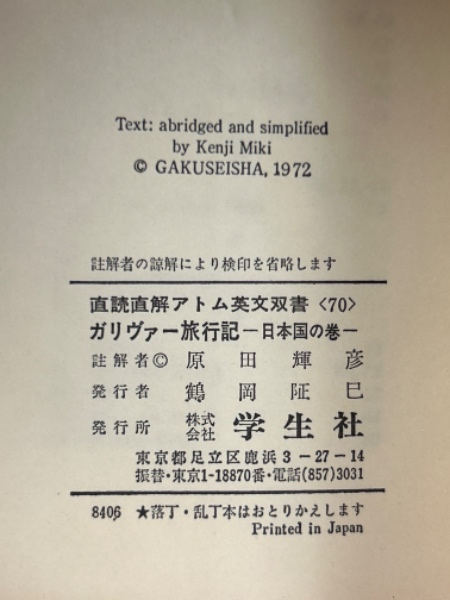 Text: abridged and simplified
by Kenji Miki
© GAKUSEISHA, 1972
註解者の諒解により検印を省略します
直読直解アトム英文双書〈70〉
ガリヴァー旅行記―日本国の巻―
註解者© 原田輝彦
発行者 鶴岡阷巳
発行所 株式会社 学生社
東京都足立区鹿浜3-27-14
振替・東京1-18870番・電話(857)3031
8406 ★落丁・乱丁本はおとりかえします
Printed in Japan